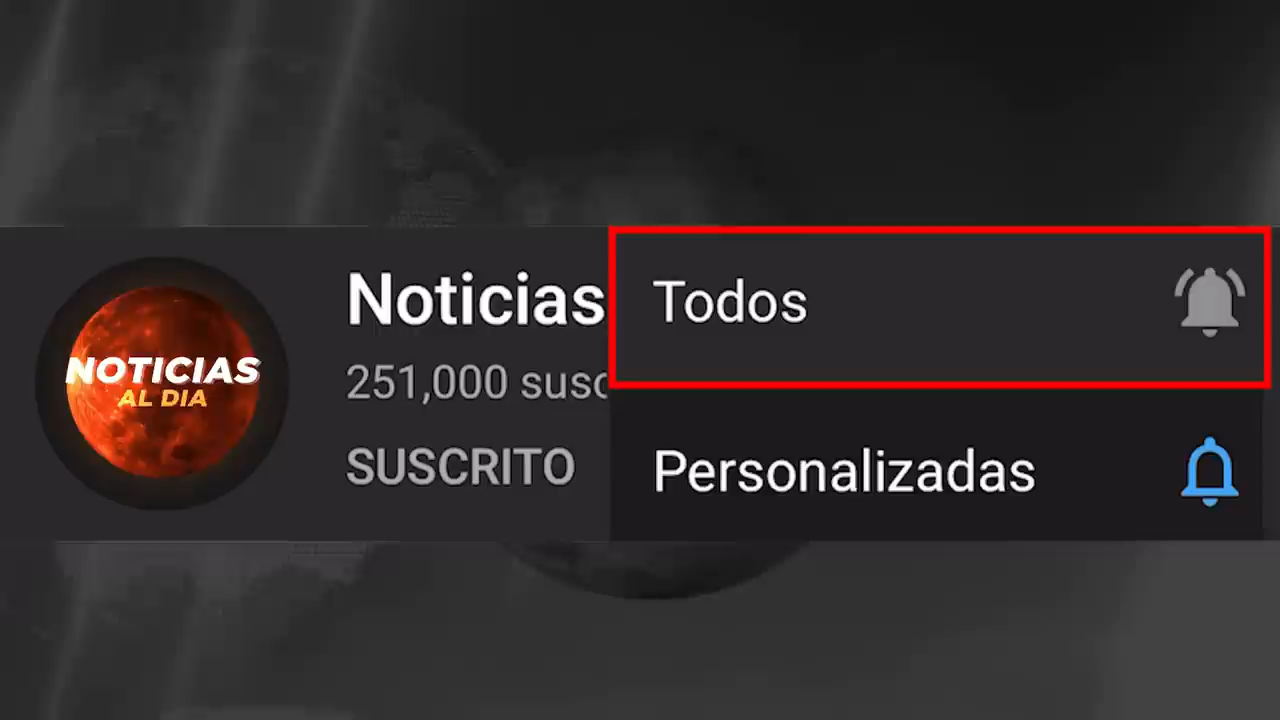 NOTICIAS
AL DIA
Noticias
251,000 susc
SUSCRITO
Todos
Personalizadas